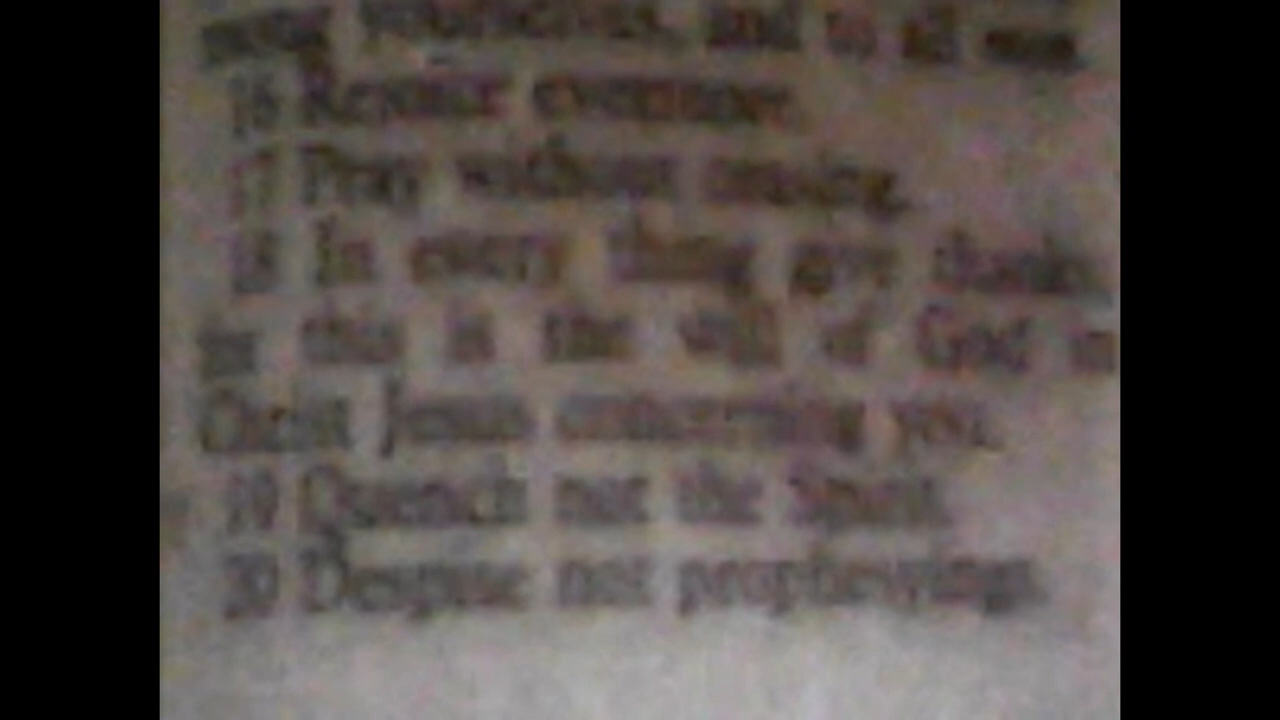 among yourselves, and to all men.
16 Rejoice evermore.
17 Pray without ceasing.
18 In every thing give thanks:
for this is the will of God in
Christ Jesus concerning you.
19 Quench not the Spirit.
20 Despise not prophesyings.